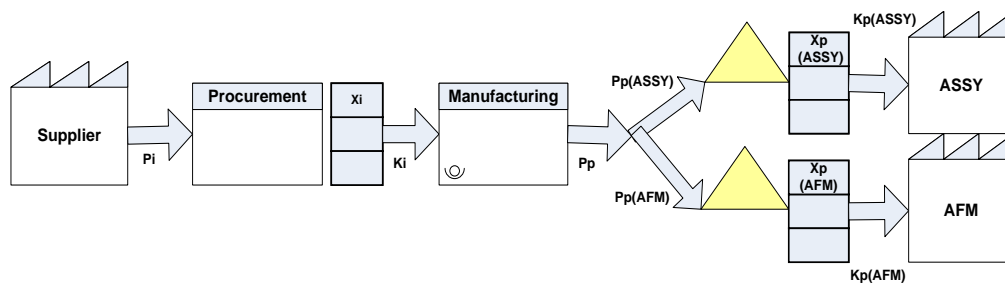 Supplier
Pi
Procurement
Xi
Ki
Manufacturing
Pp
Pp(ASSY)
Pp(AFM)
Xp
(ASSY)
Kp(ASSY)
ASSY
Xp
(AFM)
Kp(AFM)
AFM